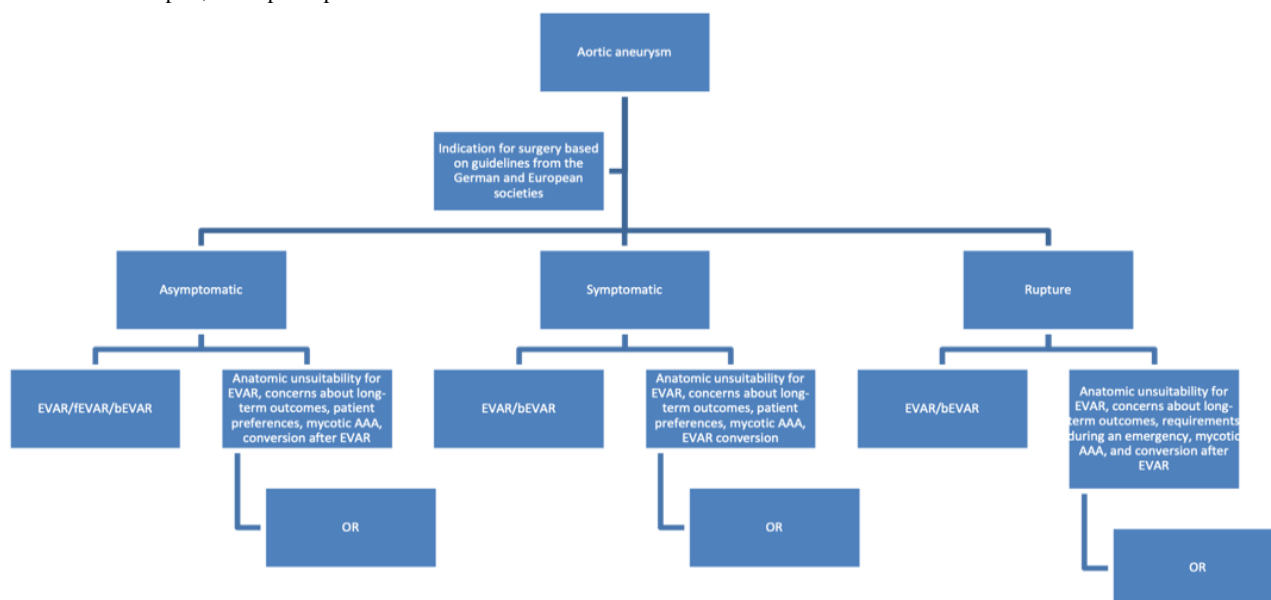 Aortic aneurysm
Indication for surgery based
on guidelines from the
German and European
societies
Asymptomatic
Symptomatic
Rupture
EVAR/fEVAR/bEVAR
Anatomic unsuitability for
EVAR, concerns about long-
term outcomes, patient
preferences, mycotic AAA,
conversion after EVAR
OR
EVAR/bEVAR
Anatomic unsuitability for
EVAR, concerns about long-
term outcomes, patient
preferences, mycotic AAA,
EVAR conversion
OR
EVAR/bEVAR
Anatomic unsuitability for
EVAR, concerns about long-
term outcomes, requirements
during an emergency, mycotic
AAA, and conversion after
EVAR
OR